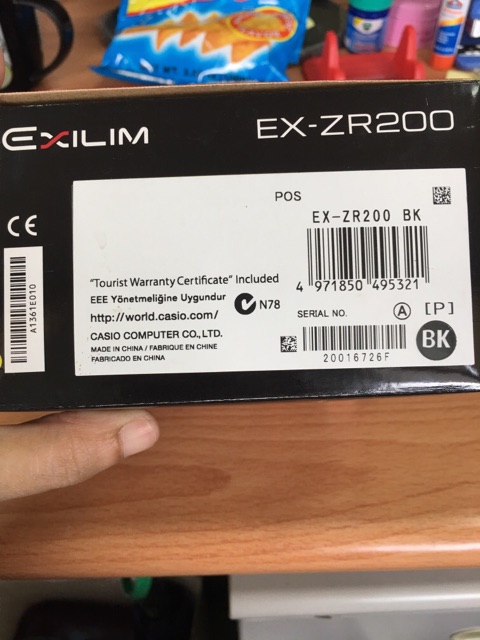 EXILIM
EX-ZR200
POS
EX-ZR200 BK
4 971850 495321
CE
A1361E010
"Tourist Warranty Certificate" Included
EEE Yönetmeliğine Uygundur
http://world.casio.com/
N78
CASIO COMPUTER CO., LTD.
MADE IN CHINA / FABRIQUE EN CHINE
FABRICADO EN CHINA
SERIAL NO.
A
[P]
BK
20016726F